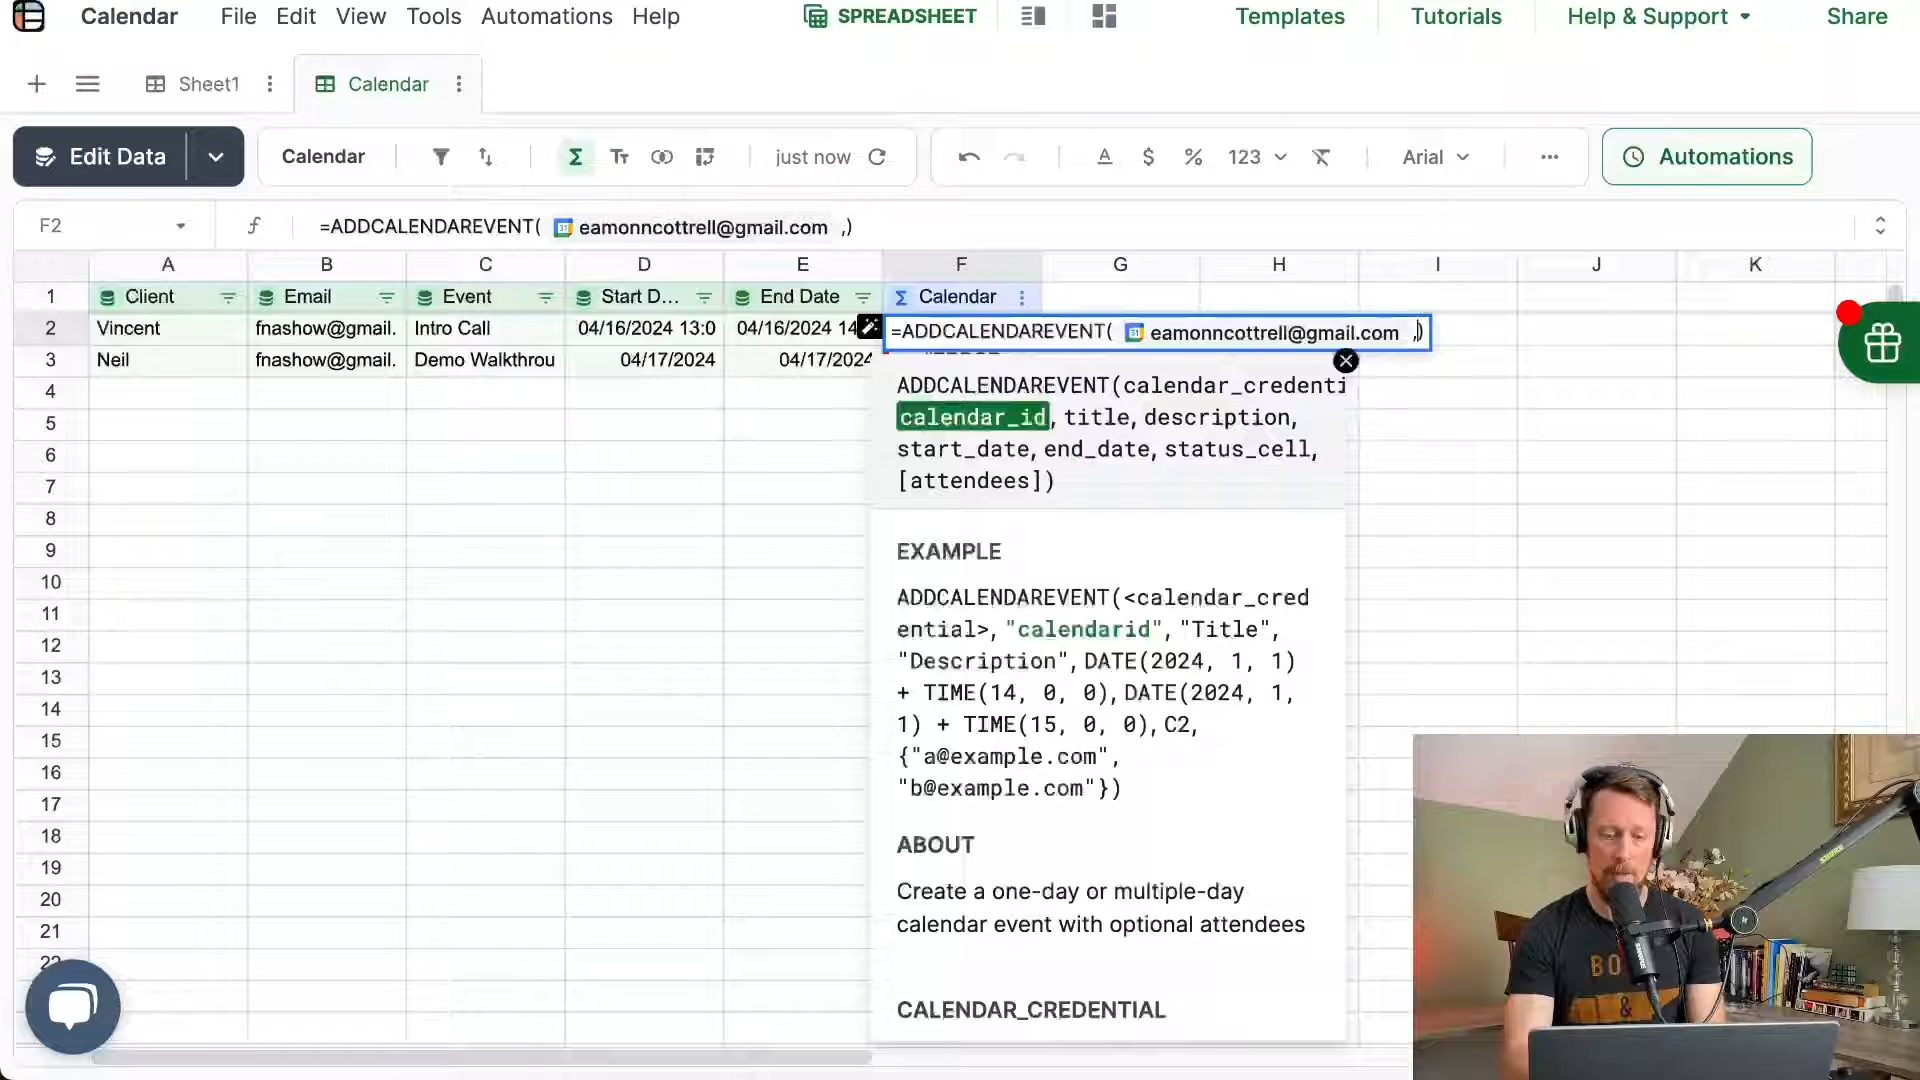 Calendar File Edit View Tools Automations Help SPREADSHEET Templates Tutorials Help & Support Share
Sheet1 Calendar
Edit Data Calendar just now 123 Arial Automations
F2 =ADDCALENDAREVENT( eamonncottrell@gmail.com ,)
A B C D E F G H I J K
1 Client Email Event Start D... End Date Calendar
2 Vincent fnashow@gmail. Intro Call 04/16/2024 13:0 04/16/2024 14 =ADDCALENDAREVENT( eamonncottrell@gmail.com ,)
3 Neil fnashow@gmail. Demo Walkthrou 04/17/2024 04/17/2024
4
5
6
7
8
9
10
11
12
13
14
15
16
17
18
19
20
21
22
ADDCALENDAREVENT(calendar_credenti
calendar_id, title, description,
start_date, end_date, status_cell,
[attendees])
EXAMPLE
ADDCALENDAREVENT(<calendar_cred
ential>, "calendarid", "Title",
"Description", DATE(2024, 1, 1)
+ TIME(14, 0, 0), DATE(2024, 1,
1) + TIME(15, 0, 0), C2,
{"a@example.com",
"b@example.com"})
ABOUT
Create a one-day or multiple-day
calendar event with optional attendees
CALENDAR_CREDENTIAL
SHURE
BO
&